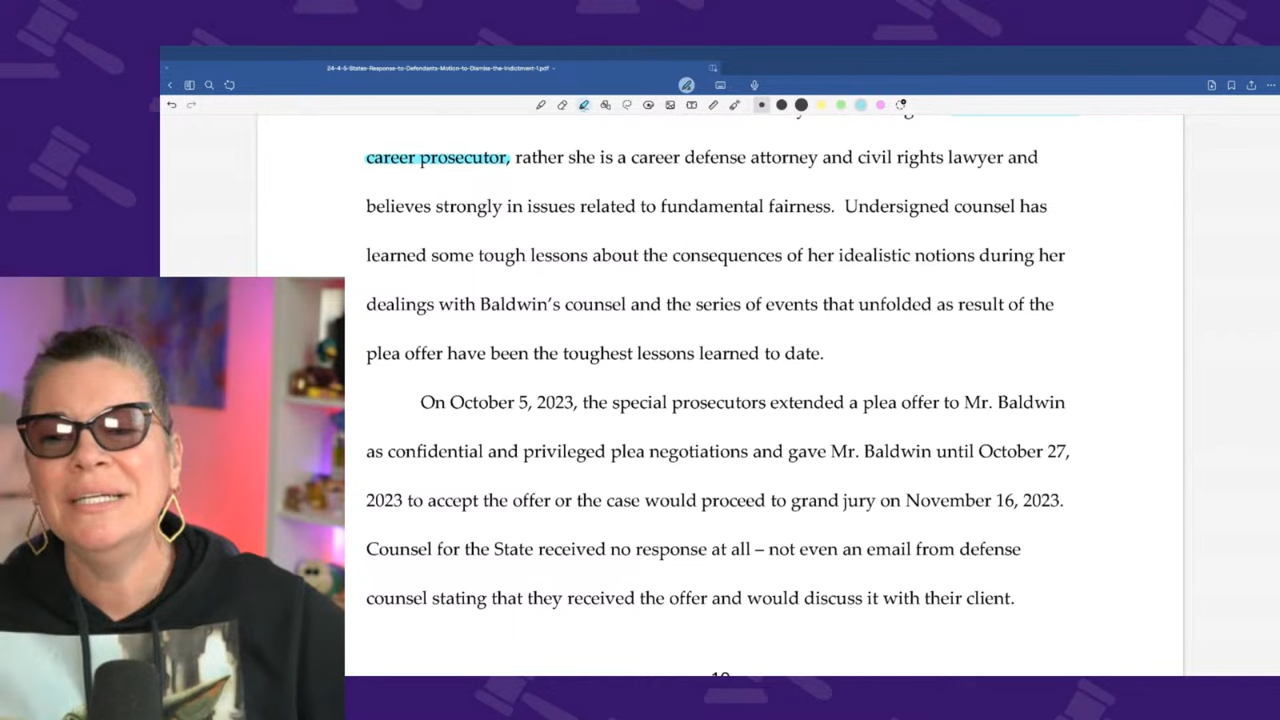 24-4-5-States-Response-to-Defendants-Motion-to-Dismiss-the-Indictment-1.pdf
career prosecutor, rather she is a career defense attorney and civil rights lawyer and
believes strongly in issues related to fundamental fairness.  Undersigned counsel has
learned some tough lessons about the consequences of her idealistic notions during her
dealings with Baldwin’s counsel and the series of events that unfolded as result of the
plea offer have been the toughest lessons learned to date.
On October 5, 2023, the special prosecutors extended a plea offer to Mr. Baldwin
as confidential and privileged plea negotiations and gave Mr. Baldwin until October 27,
2023 to accept the offer or the case would proceed to grand jury on November 16, 2023.
Counsel for the State received no response at all – not even an email from defense
counsel stating that they received the offer and would discuss it with their client.